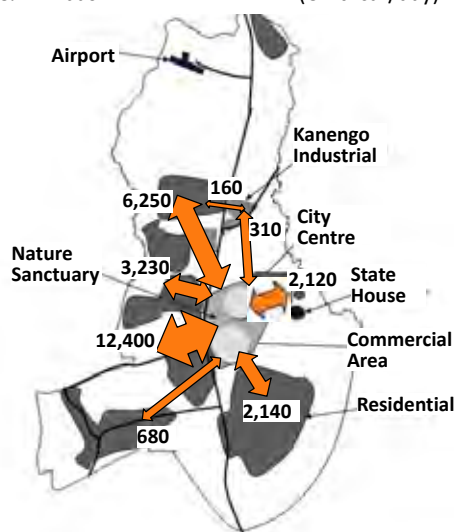 Airport
Kanengo
Industrial
160
6,250
310
City
Centre
Nature
Sanctuary
3,230
2,120
State
House
12,400
Commercial
Area
2,140
Residential
680